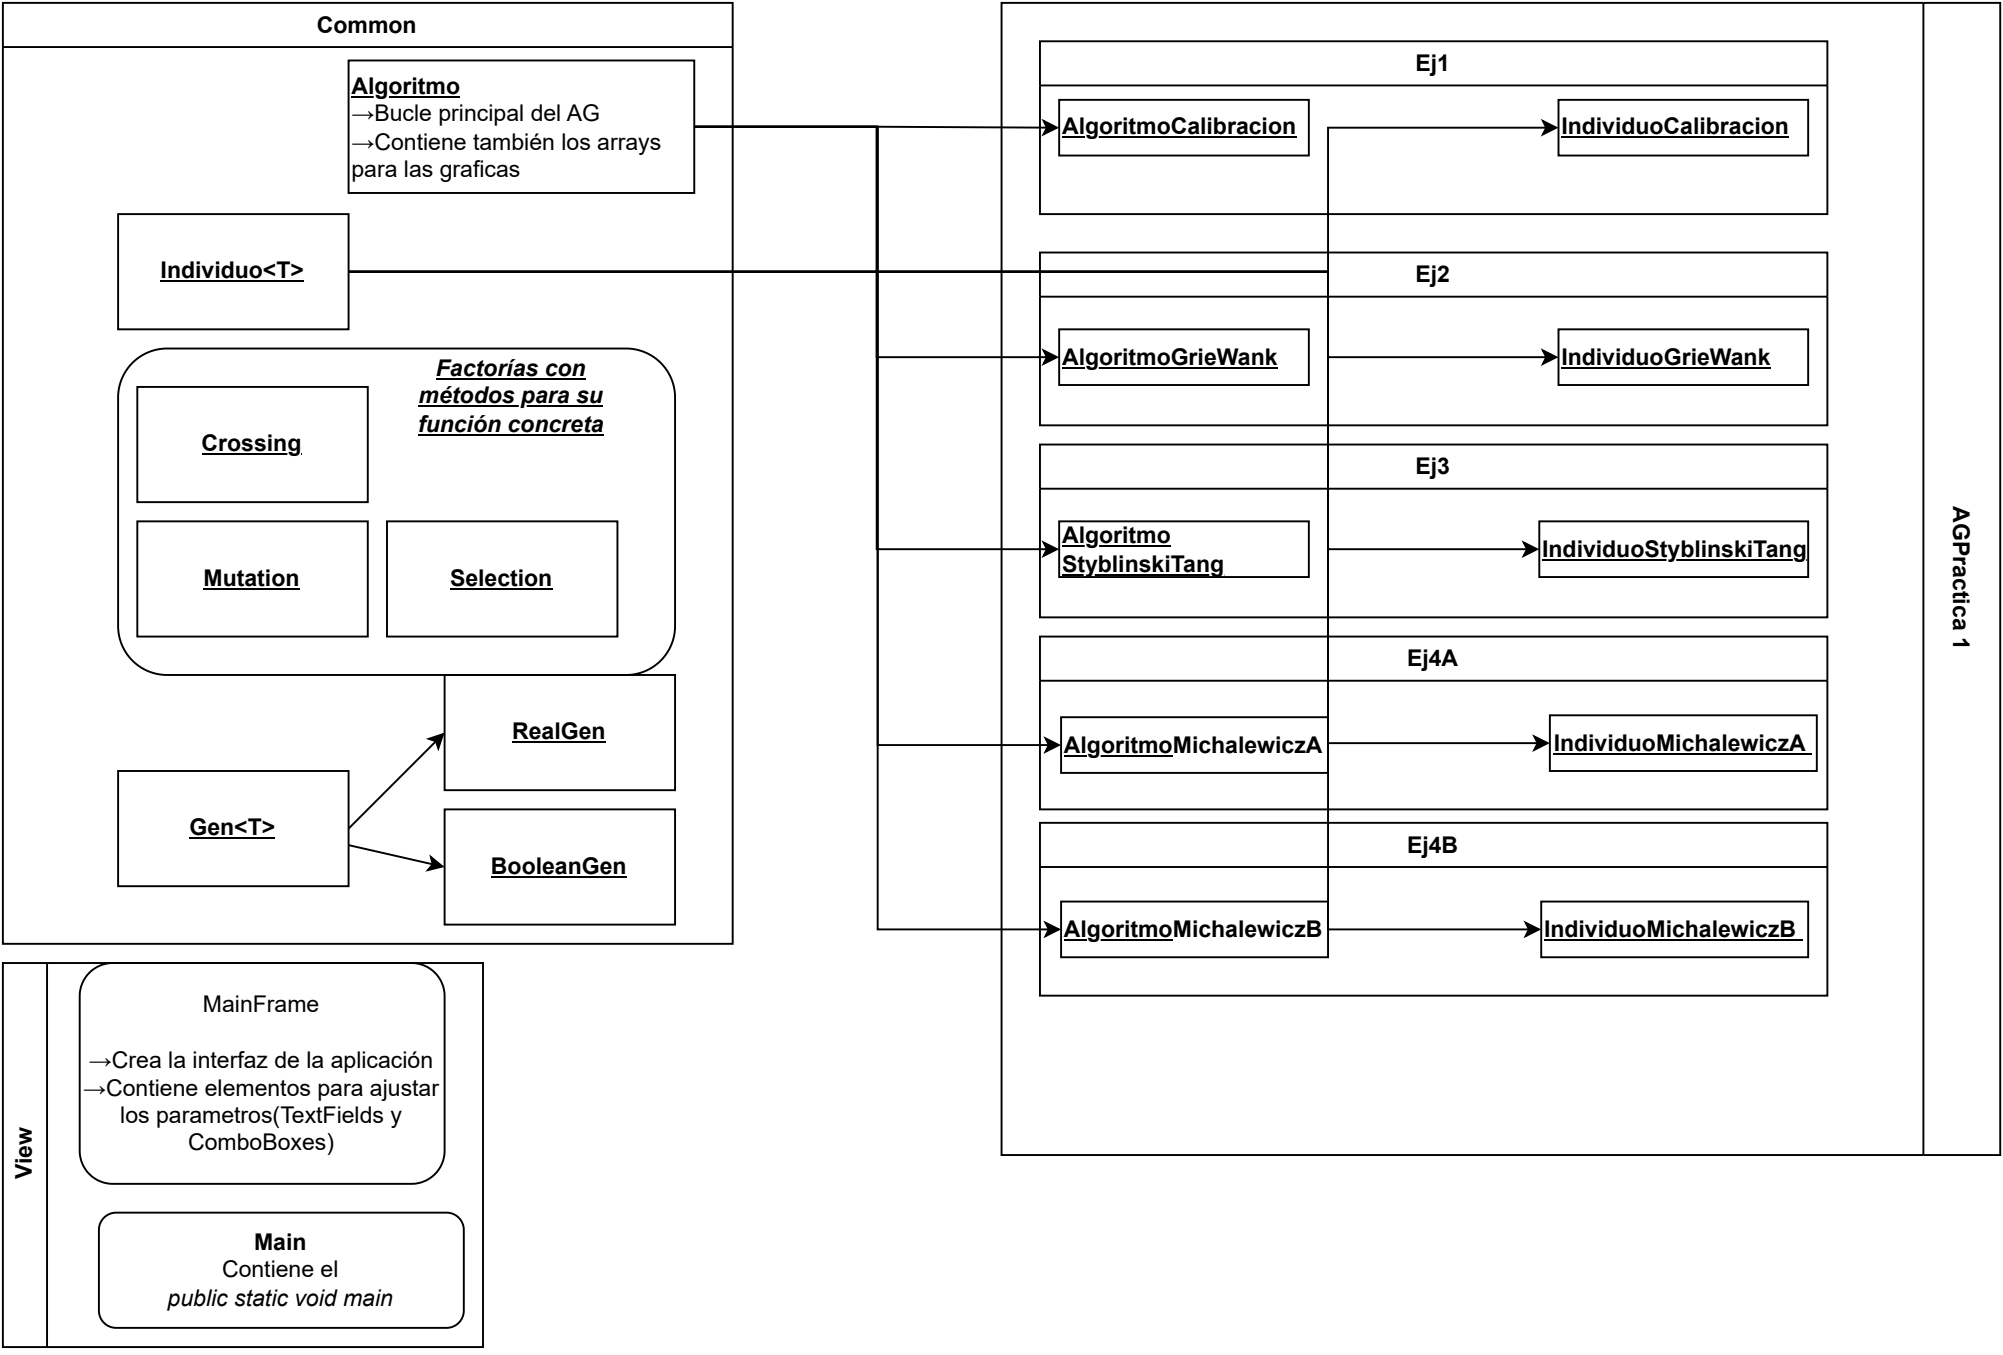 Common
Algoritmo
→Bucle principal del AG
→Contiene también los arrays
para las graficas
Individuo<T>
Factorías con
métodos para su
función concreta
Crossing
Mutation
Selection
RealGen
Gen<T>
BooleanGen
View
MainFrame
→Crea la interfaz de la aplicación
→Contiene elementos para ajustar
los parametros(TextFields y
ComboBoxes)
Main
Contiene el
public static void main
AGPractica 1
Ej1
AlgoritmoCalibracion
IndividuoCalibracion
Ej2
AlgoritmoGrieWank
IndividuoGrieWank
Ej3
Algoritmo
StyblinskiTang
IndividuoStyblinskiTang
Ej4A
AlgoritmoMichalewiczA
IndividuoMichalewiczA
Ej4B
AlgoritmoMichalewiczB
IndividuoMichalewiczB